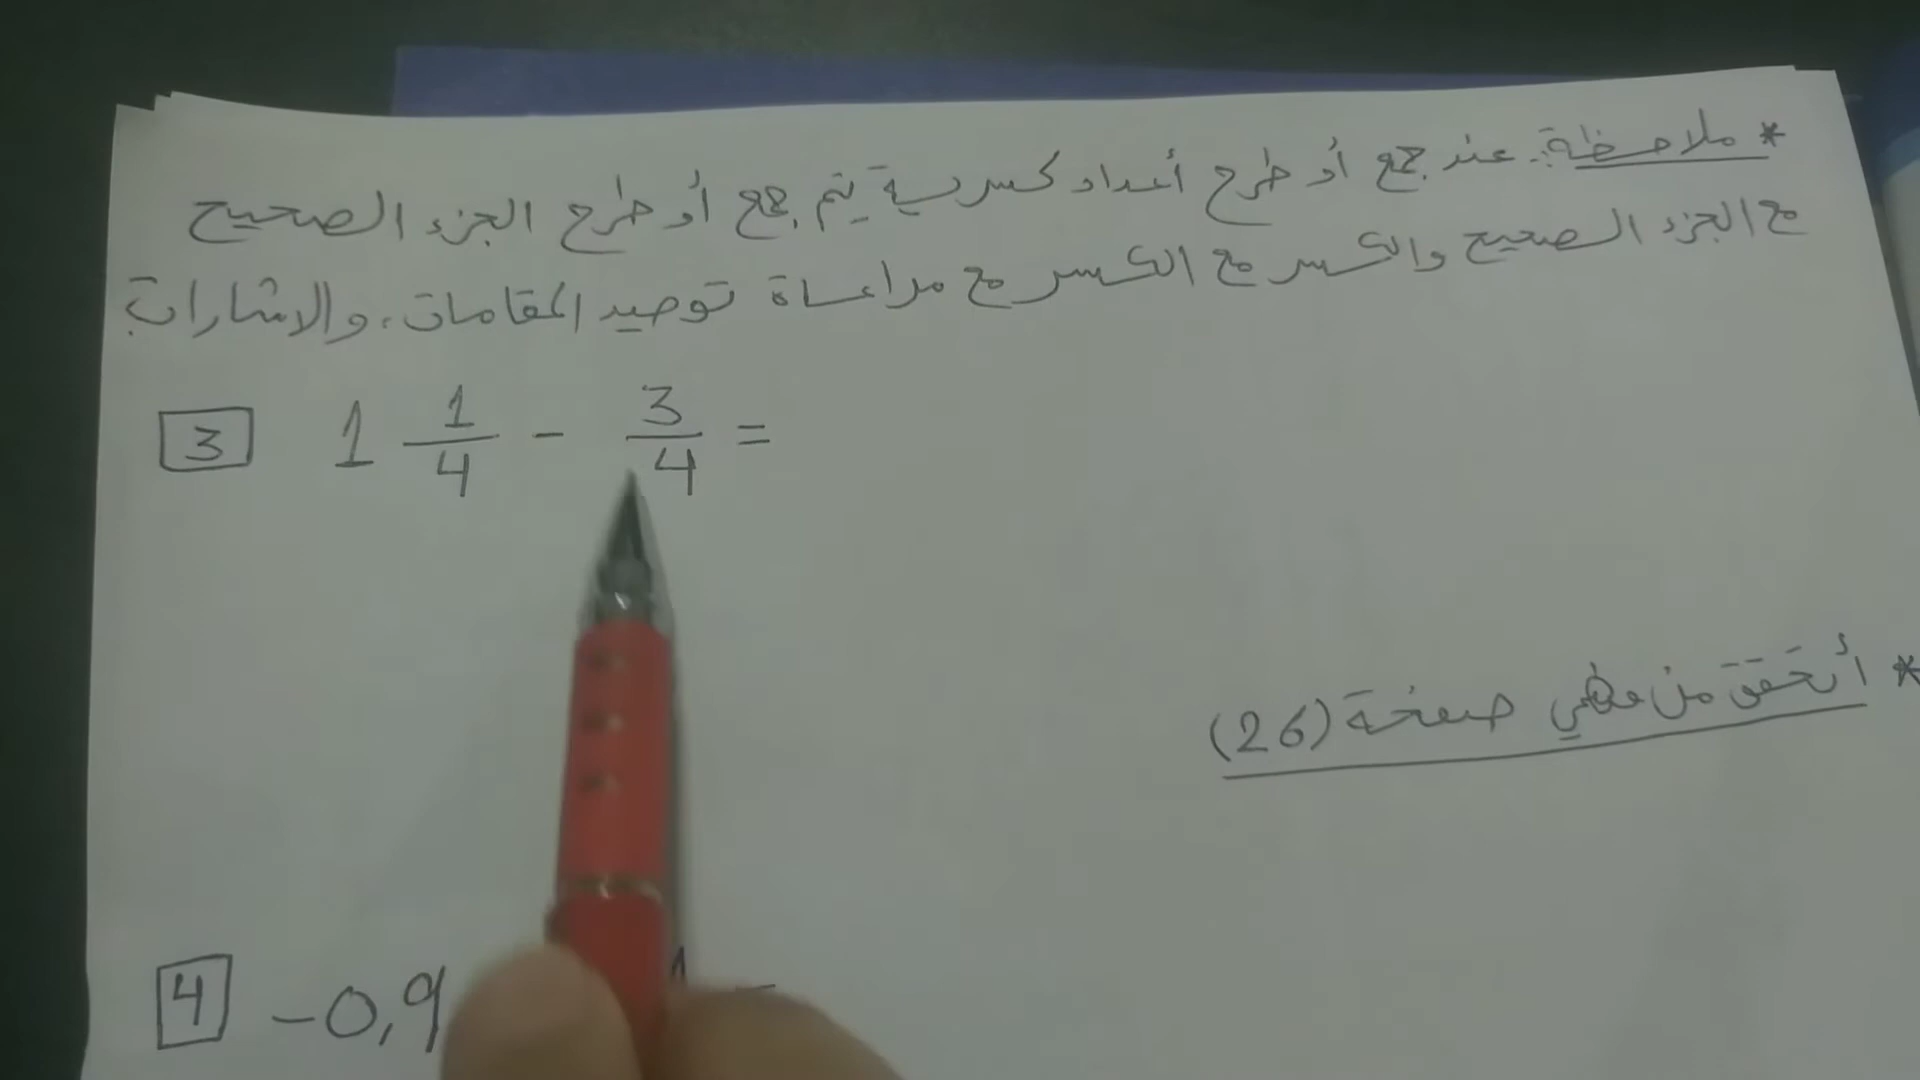 * ملاحظة: عند جمع أو طرح أعداد كسرية يتم جمع أو طرح الجزء الصحيح
مع الجزء الصحيح والكسر مع الكسر مع مراعاة توحيد المقامات، والاشارات
3 1 1/4 - 3/4 =
* أتحقق من فهمي صفحة (26)
4 -0,9